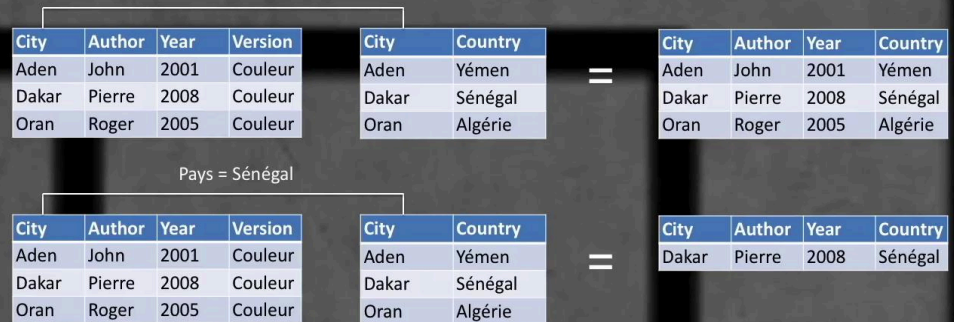 City Author Year Version City Country City Author Year Country
Aden John 2001 Couleur Aden Yémen = Aden John 2001 Yémen
Dakar Pierre 2008 Couleur Dakar Sénégal Dakar Pierre 2008 Sénégal
Oran Roger 2005 Couleur Oran Algérie Oran Roger 2005 Algérie
Pays = Sénégal
City Author Year Version City Country City Author Year Country
Aden John 2001 Couleur Aden Yémen = Dakar Pierre 2008 Sénégal
Dakar Pierre 2008 Couleur Dakar Sénégal
Oran Roger 2005 Couleur Oran Algérie